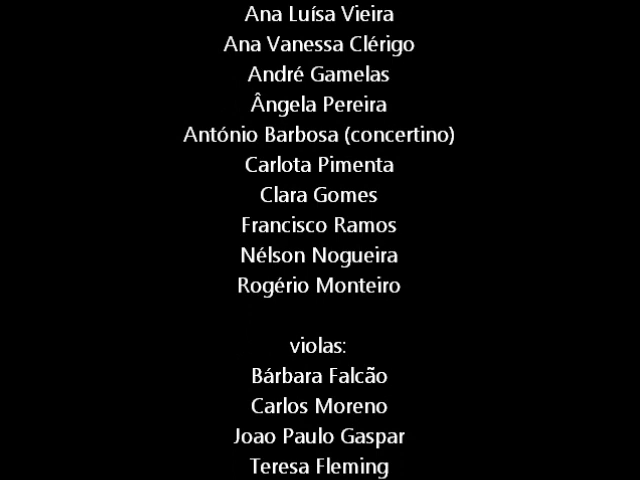 Ana Luísa Vieira
Ana Vanessa Clérigo
André Gamelas
Ângela Pereira
António Barbosa (concertino)
Carlota Pimenta
Clara Gomes
Francisco Ramos
Nélson Nogueira
Rogério Monteiro
violas:
Bárbara Falcão
Carlos Moreno
Joao Paulo Gaspar
Teresa Fleming